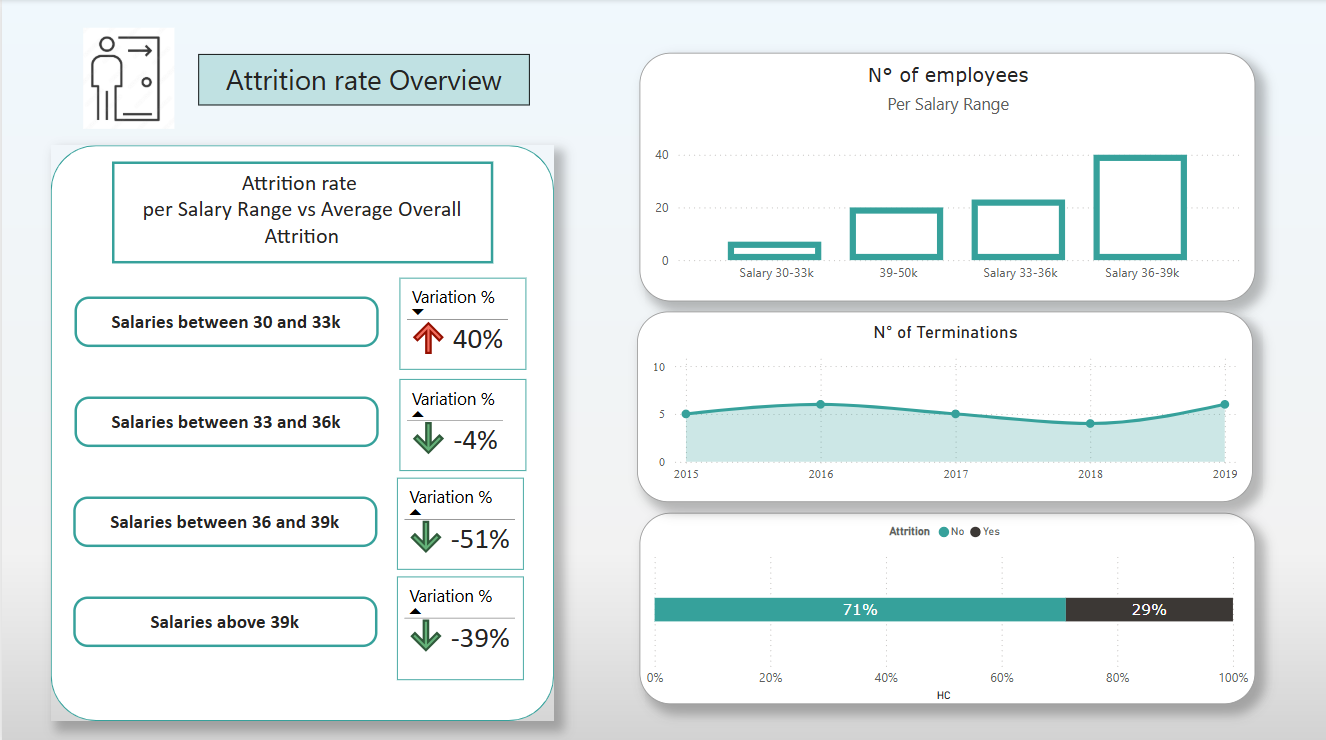 Attrition rate Overview
Attrition rate
per Salary Range vs Average Overall
Attrition
Salaries between 30 and 33k
Variation %
40%
Salaries between 33 and 36k
Variation %
-4%
Salaries between 36 and 39k
Variation %
-51%
Salaries above 39k
Variation %
-39%
N° of employees
Per Salary Range
40
20
0
Salary 30-33k 39-50k Salary 33-36k Salary 36-39k
N° of Terminations
10
5
0
2015 2016 2017 2018 2019
Attrition No Yes
71% 29%
0% 20% 40% 60% 80% 100%
HC